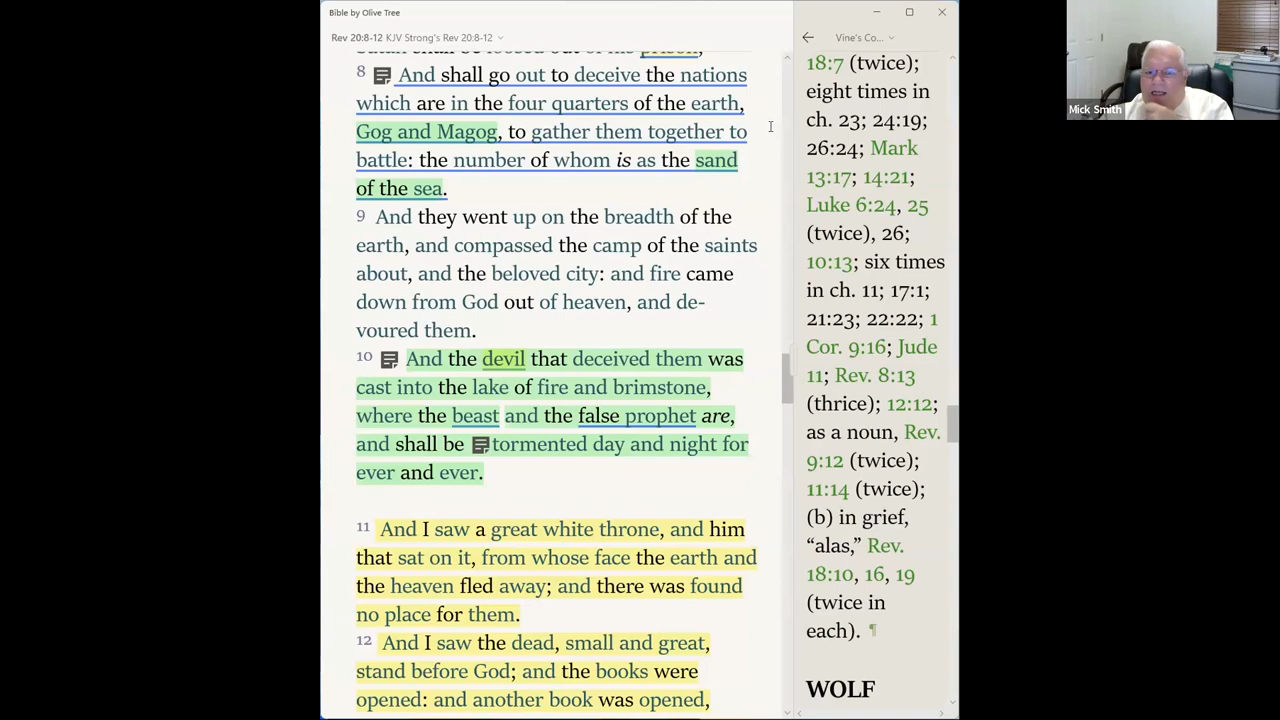 Bible by Olive Tree
Rev 20:8-12 KJV Strong's Rev 20:8-12
Satan shall be loosed out of his prison,
8 And shall go out to deceive the nations
which are in the four quarters of the earth,
Gog and Magog, to gather them together to
battle: the number of whom is as the sand
of the sea.
9 And they went up on the breadth of the
earth, and compassed the camp of the saints
about, and the beloved city: and fire came
down from God out of heaven, and de-
voured them.
10 And the devil that deceived them was
cast into the lake of fire and brimstone,
where the beast and the false prophet are,
and shall be tormented day and night for
ever and ever.
11 And I saw a great white throne, and him
that sat on it, from whose face the earth and
the heaven fled away; and there was found
no place for them.
12 And I saw the dead, small and great,
stand before God; and the books were
opened: and another book was opened,
Vine's Co...
18:7 (twice);
eight times in
ch. 23; 24:19;
26:24; Mark
13:17; 14:21;
Luke 6:24, 25
(twice), 26;
10:13; six times
in ch. 11; 17:1;
21:23; 22:22; 1
Cor. 9:16; Jude
11; Rev. 8:13
(thrice); 12:12;
as a noun, Rev.
9:12 (twice);
11:14 (twice);
(b) in grief,
“alas,” Rev.
18:10, 16, 19
(twice in
each). ¶
WOLF
Mick Smith